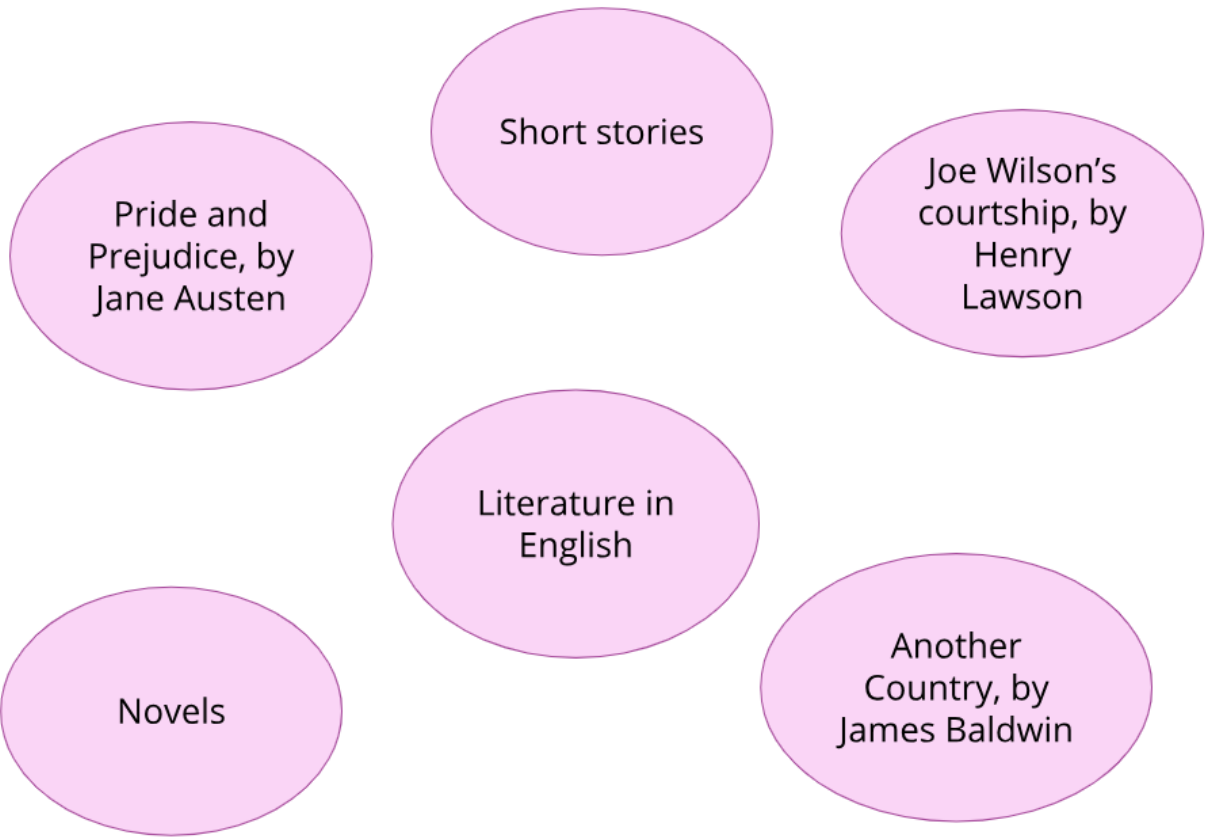 Short stories
Pride and
Prejudice, by
Jane Austen
Joe Wilson’s
courtship, by
Henry
Lawson
Literature in
English
Novels
Another
Country, by
James Baldwin